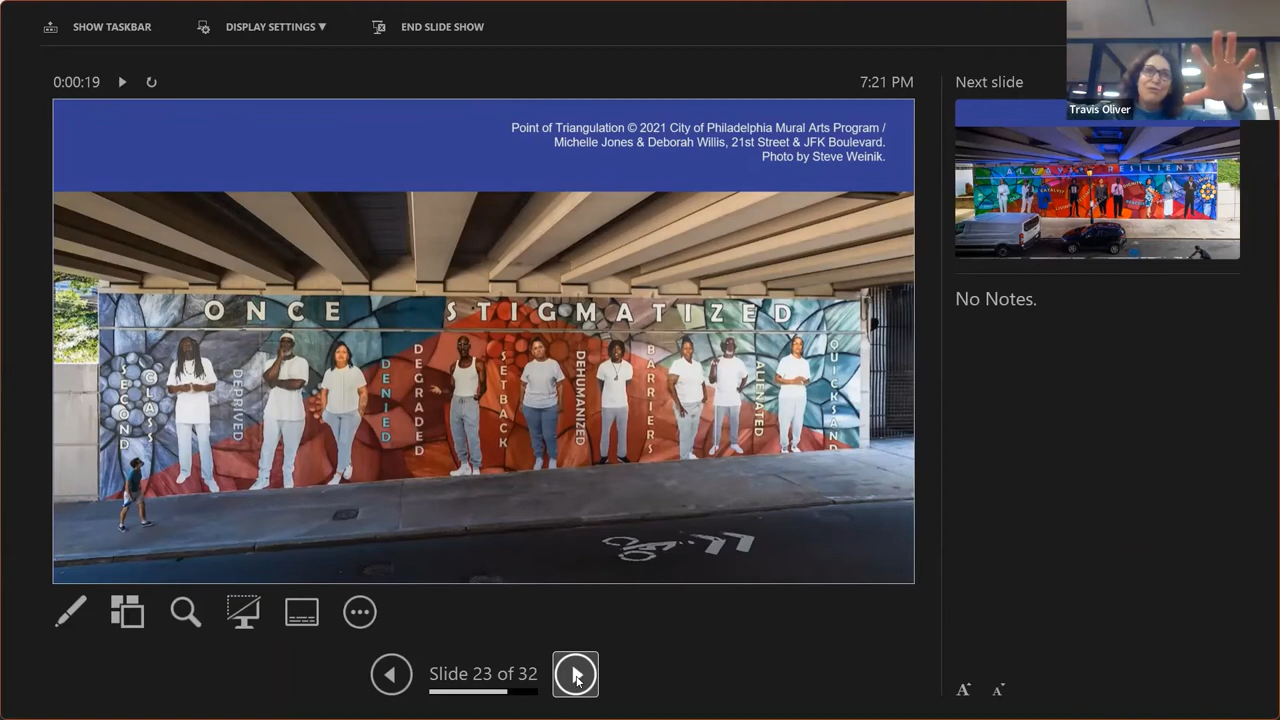 SHOW TASKBAR
DISPLAY SETTINGS ▼
END SLIDE SHOW
0:00:19
7:21 PM
Next slide
Travis Oliver
Point of Triangulation © 2021 City of Philadelphia Mural Arts Program /
Michelle Jones & Deborah Willis, 21st Street & JFK Boulevard.
Photo by Steve Weinik.
ONCE STIGMATIZED
SECOND
CLASS
DEPRIVED
DENIED
DEGRADED
SETBACK
DEHUMANIZED
BARRIERS
ALIENATED
QUICKSAND
ALWAYS RESILIENT
No Notes.
Slide 23 of 32
A A